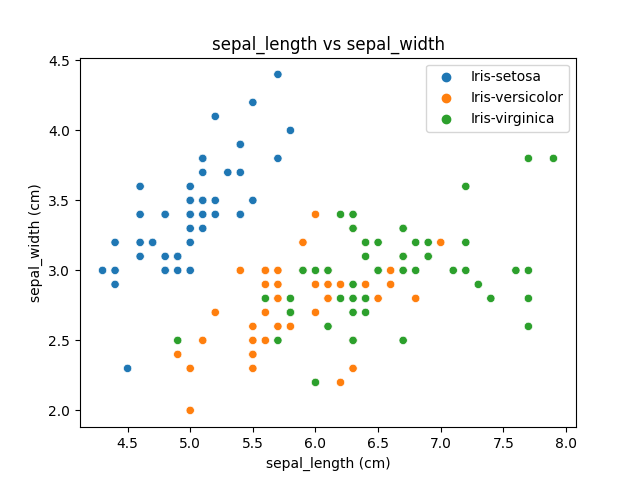 sepal_length vs sepal_width
Iris-setosa
Iris-versicolor
Iris-virginica
sepal_width (cm)
4.5
4.0
3.5
3.0
2.5
2.0
4.5 5.0 5.5 6.0 6.5 7.0 7.5 8.0
sepal_length (cm)